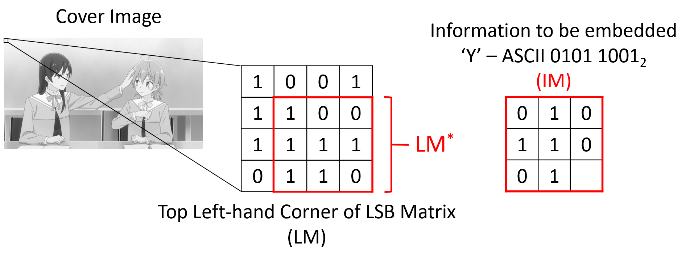 Cover Image
Information to be embedded
‘Y’ – ASCII 0101 1001₂
(IM)
1 0 0 1
1 1 0 0
1 1 1 1
0 1 1 0
LM*
0 1 0
1 1 0
0 1
Top Left-hand Corner of LSB Matrix
(LM)